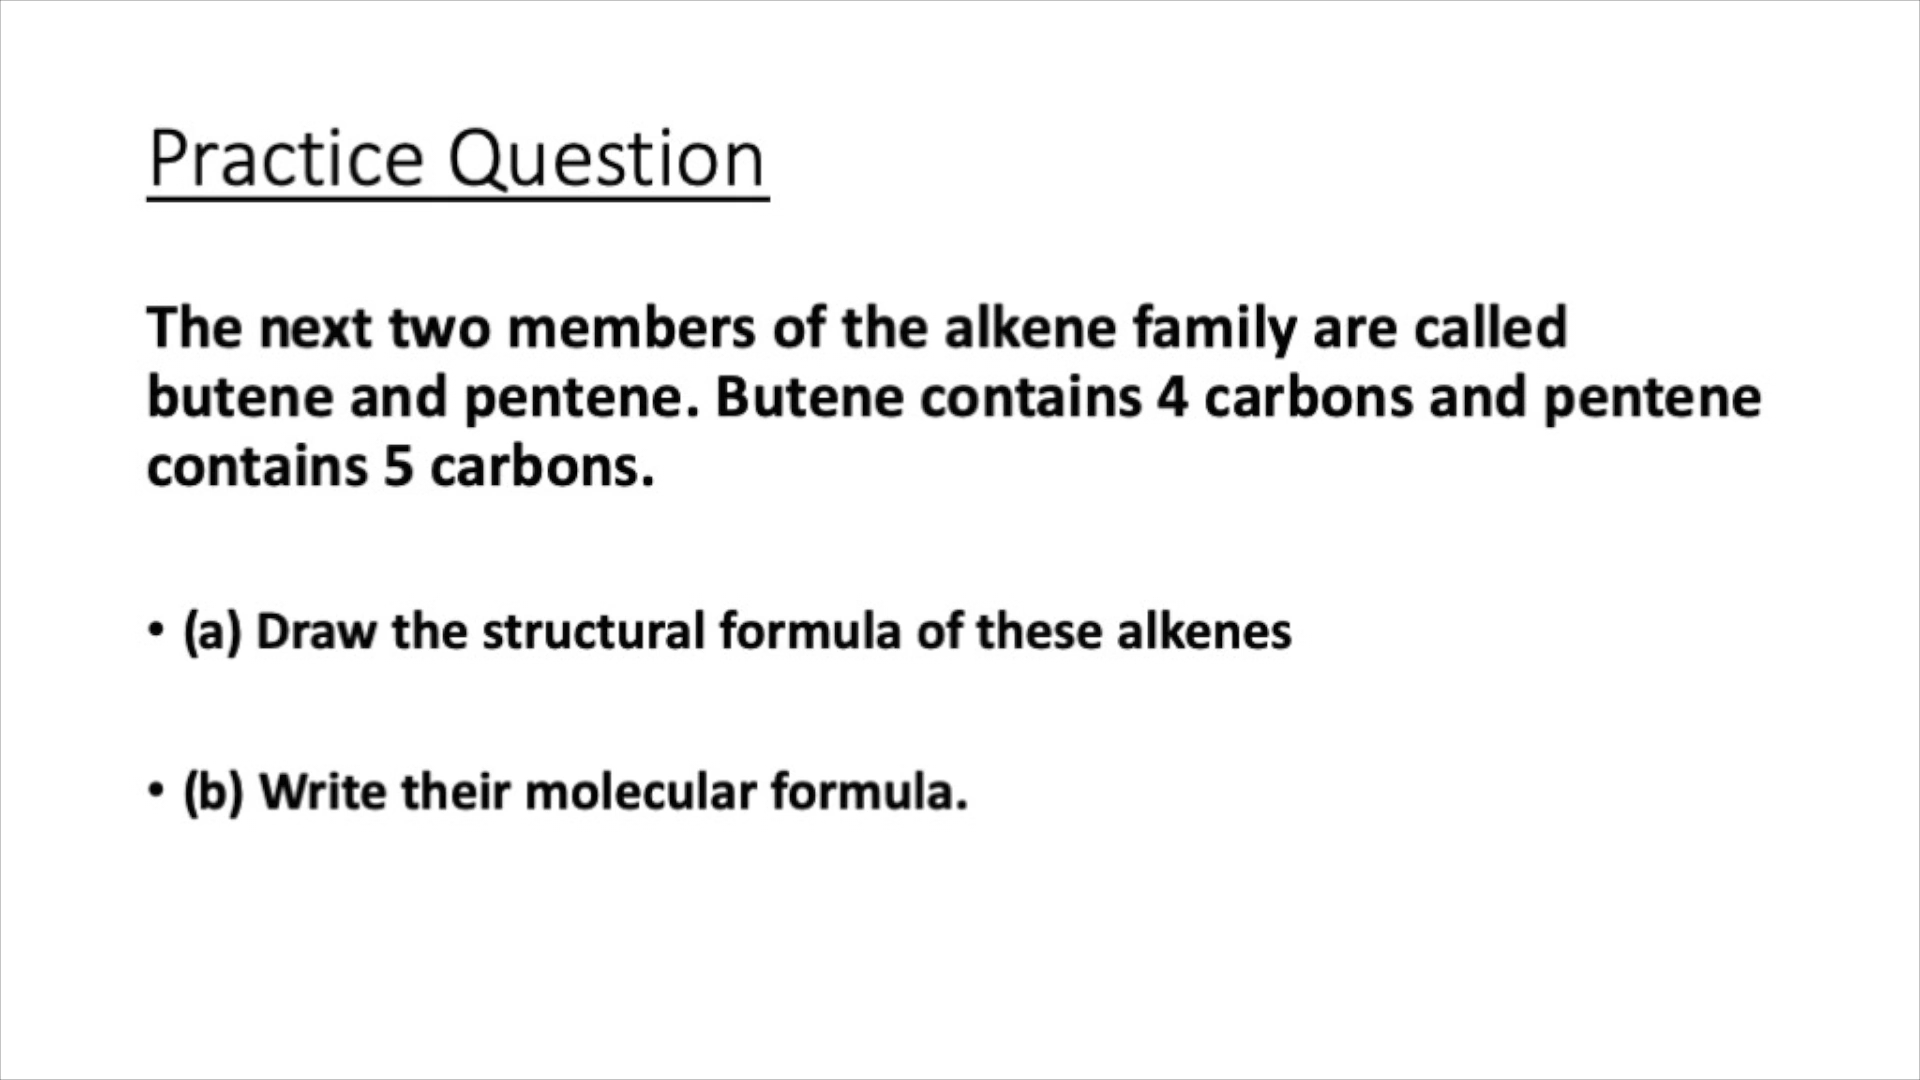 Practice Question
The next two members of the alkene family are called
butene and pentene. Butene contains 4 carbons and pentene
contains 5 carbons.
• (a) Draw the structural formula of these alkenes
• (b) Write their molecular formula.